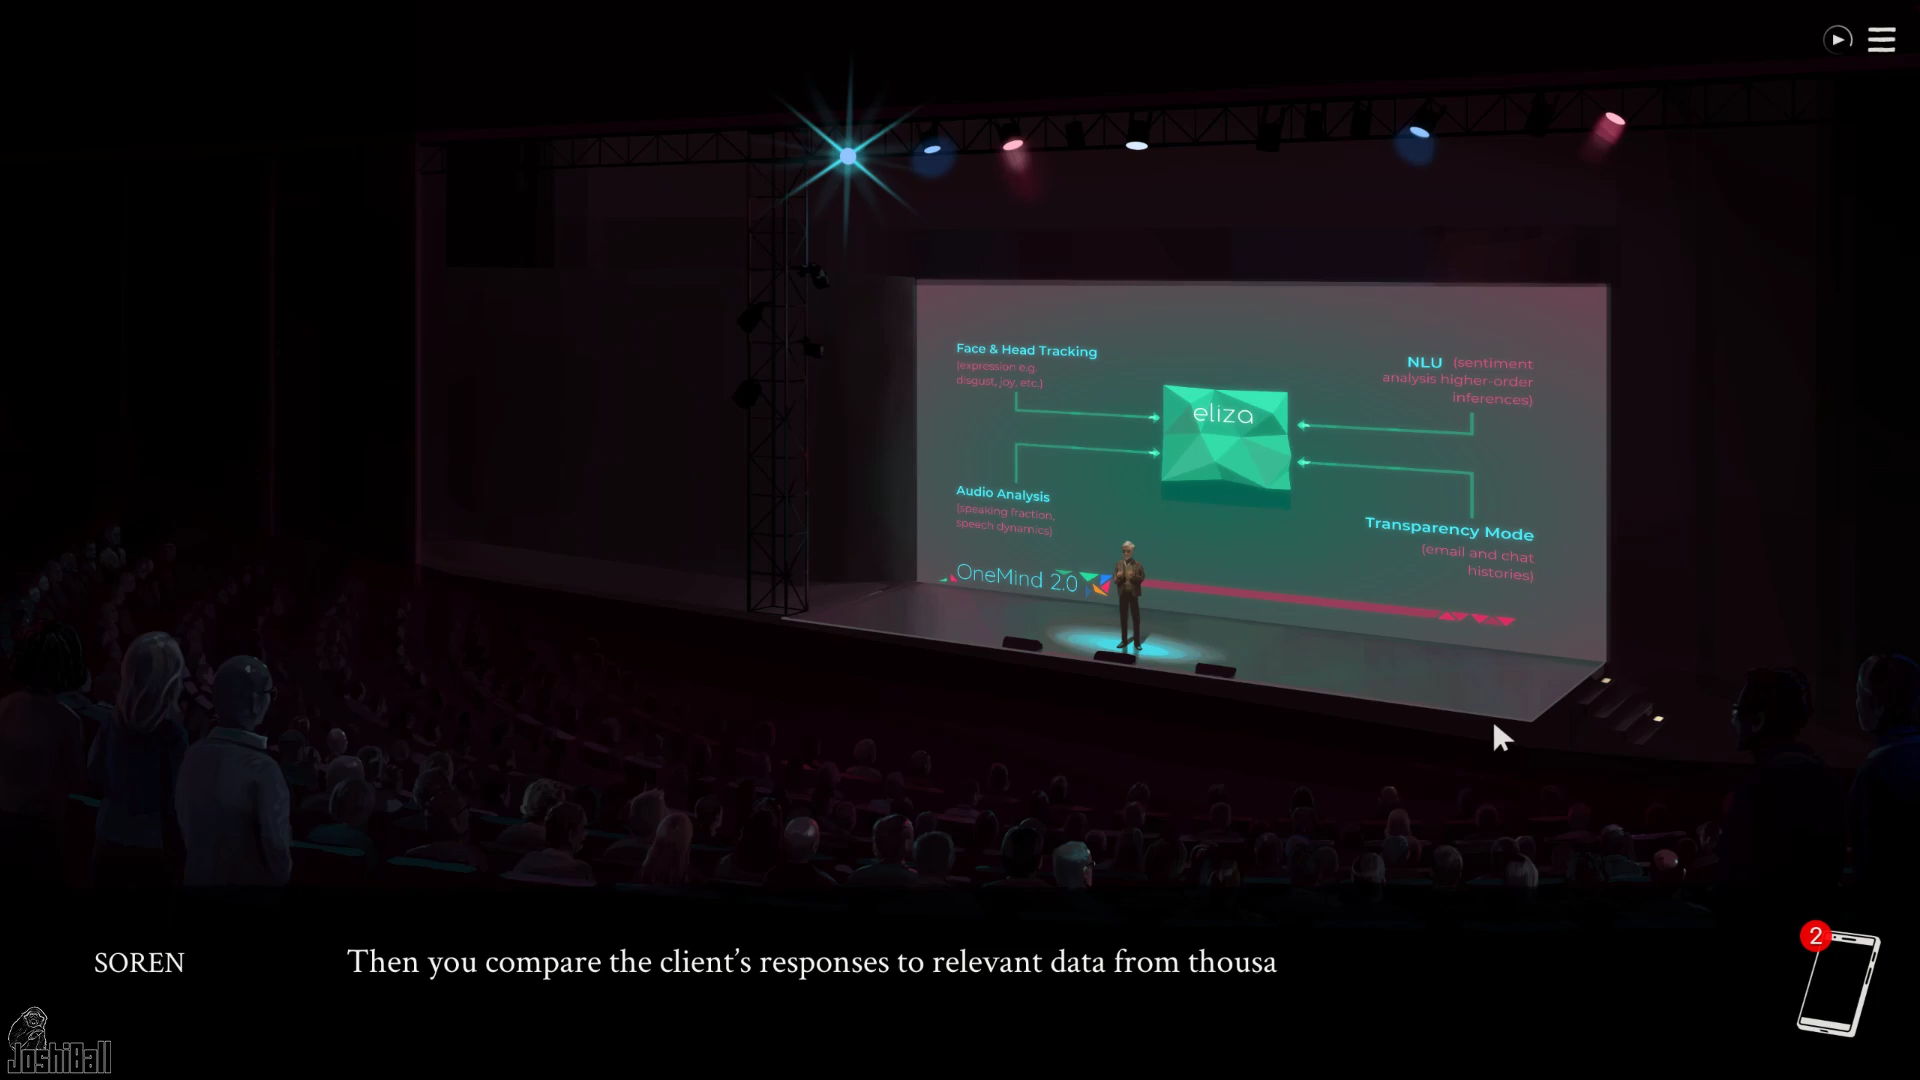 Face & Head Tracking
(expression e.g.
disgust, joy, etc.)
NLU (sentiment
analysis higher-order
inferences)
eliza
Audio Analysis
(speaking fraction,
speech dynamics)
Transparency Mode
(email and chat
histories)
OneMind 2.0
2
SOREN
Then you compare the client's responses to relevant data from thousa
JoshiBall